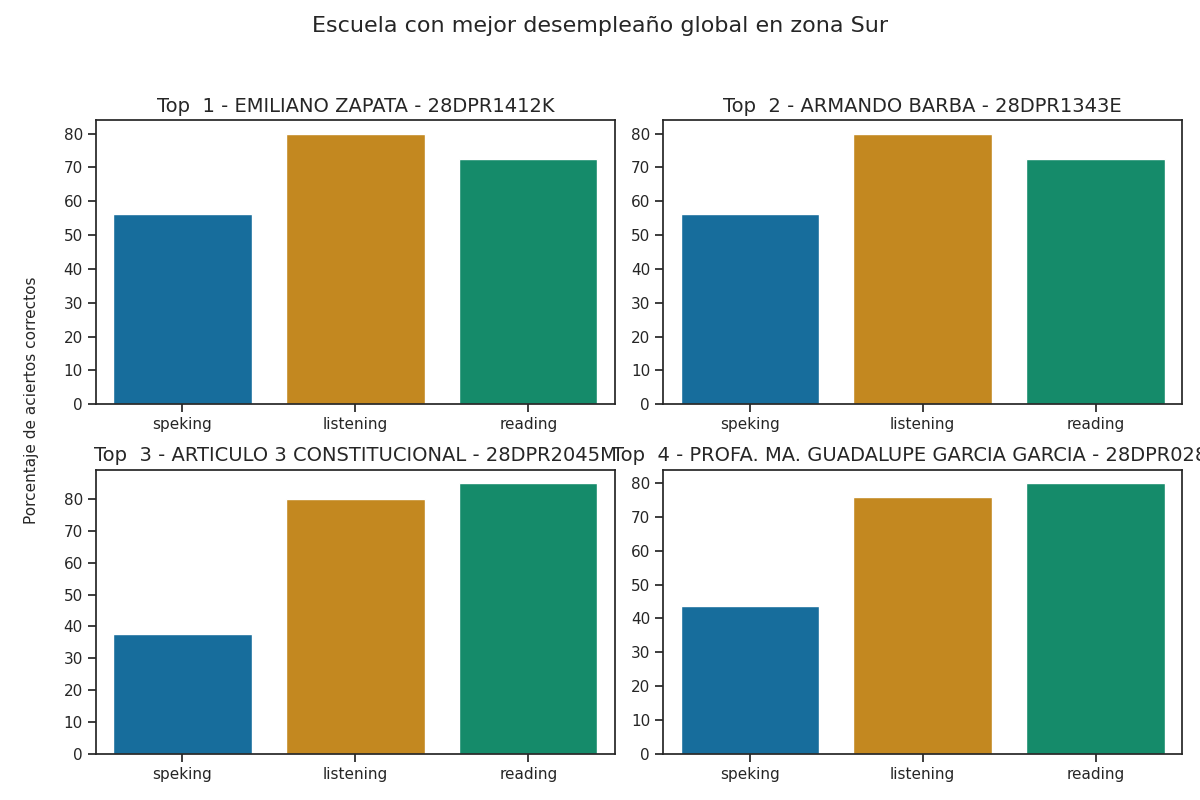 Escuela con mejor desempleaño global en zona Sur
Top  1 - EMILIANO ZAPATA - 28DPR1412K
80
70
60
50
40
30
20
10
0
speking
listening
reading
Top  2 - ARMANDO BARBA - 28DPR1343E
80
70
60
50
40
30
20
10
0
speking
listening
reading
Porcentaje de aciertos correctos
Top  3 - ARTICULO 3 CONSTITUCIONAL - 28DPR2045M
80
70
60
50
40
30
20
10
0
speking
listening
reading
Top  4 - PROFA. MA. GUADALUPE GARCIA GARCIA - 28DPR028
80
70
60
50
40
30
20
10
0
speking
listening
reading